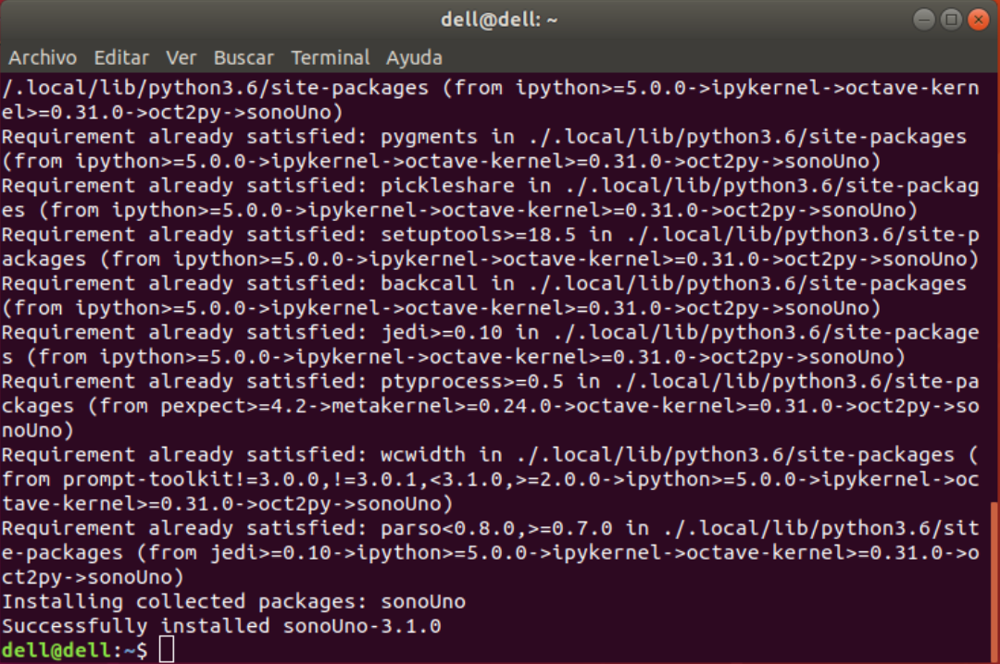 dell@dell: ~
Archivo Editar Ver Buscar Terminal Ayuda
/.local/lib/python3.6/site-packages (from ipython>=5.0.0->ipykernel->octave-kern
el>=0.31.0->oct2py->sonoUno)
Requirement already satisfied: pygments in ./.local/lib/python3.6/site-packages
(from ipython>=5.0.0->ipykernel->octave-kernel>=0.31.0->oct2py->sonoUno)
Requirement already satisfied: pickleshare in ./.local/lib/python3.6/site-packag
es (from ipython>=5.0.0->ipykernel->octave-kernel>=0.31.0->oct2py->sonoUno)
Requirement already satisfied: setuptools>=18.5 in ./.local/lib/python3.6/site-p
ackages (from ipython>=5.0.0->ipykernel->octave-kernel>=0.31.0->oct2py->sonoUno)
Requirement already satisfied: backcall in ./.local/lib/python3.6/site-packages
(from ipython>=5.0.0->ipykernel->octave-kernel>=0.31.0->oct2py->sonoUno)
Requirement already satisfied: jedi>=0.10 in ./.local/lib/python3.6/site-package
s (from ipython>=5.0.0->ipykernel->octave-kernel>=0.31.0->oct2py->sonoUno)
Requirement already satisfied: ptyprocess>=0.5 in ./.local/lib/python3.6/site-pa
ckages (from pexpect>=4.2->metakernel>=0.24.0->octave-kernel>=0.31.0->oct2py->so
noUno)
Requirement already satisfied: wcwidth in ./.local/lib/python3.6/site-packages (
from prompt-toolkit!=3.0.0,!=3.0.1,<3.1.0,>=2.0.0->ipython>=5.0.0->ipykernel->oc
tave-kernel>=0.31.0->oct2py->sonoUno)
Requirement already satisfied: parso<0.8.0,>=0.7.0 in ./.local/lib/python3.6/sit
e-packages (from jedi>=0.10->ipython>=5.0.0->ipykernel->octave-kernel>=0.31.0->o
ct2py->sonoUno)
Installing collected packages: sonoUno
Successfully installed sonoUno-3.1.0
dell@dell:~$